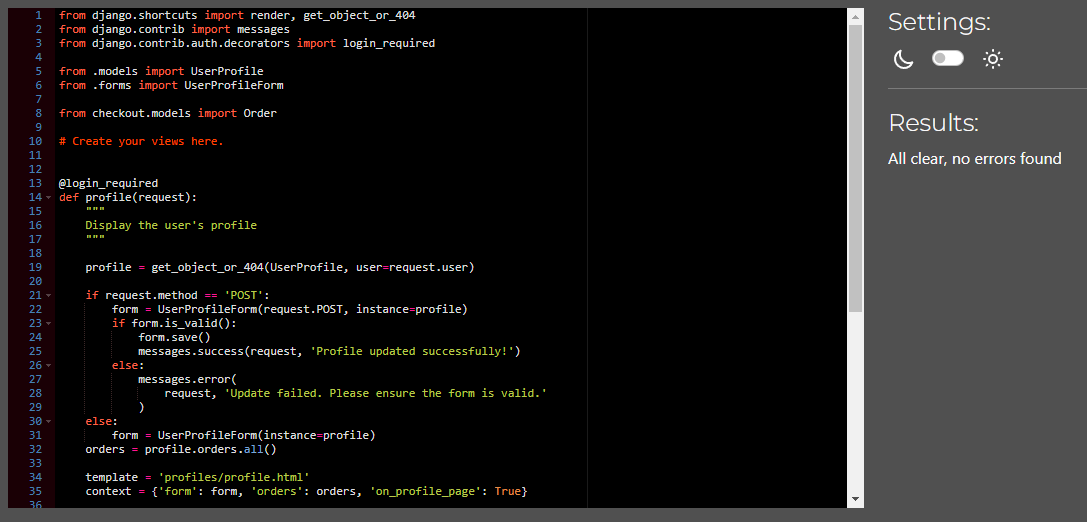 1 from django.shortcuts import render, get_object_or_404
2 from django.contrib import messages
3 from django.contrib.auth.decorators import login_required
4
5 from .models import UserProfile
6 from .forms import UserProfileForm
7
8 from checkout.models import Order
9
10 # Create your views here.
11
12
13 @login_required
14 def profile(request):
15     """
16     Display the user's profile
17     """
18
19     profile = get_object_or_404(UserProfile, user=request.user)
20
21     if request.method == 'POST':
22         form = UserProfileForm(request.POST, instance=profile)
23         if form.is_valid():
24             form.save()
25             messages.success(request, 'Profile updated successfully!')
26         else:
27             messages.error(
28                 request, 'Update failed. Please ensure the form is valid.'
29             )
30     else:
31         form = UserProfileForm(instance=profile)
32     orders = profile.orders.all()
33
34     template = 'profiles/profile.html'
35     context = {'form': form, 'orders': orders, 'on_profile_page': True}
36
Settings:
Results:
All clear, no errors found